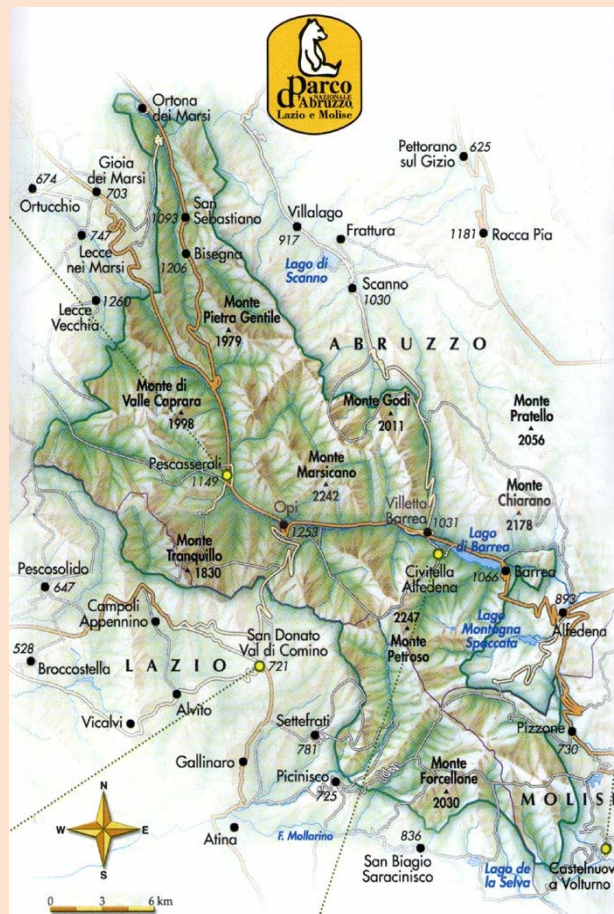 Parco
NAZIONALE
d'Abruzzo,
Lazio e Molise
Ortona
dei Marsi
Pettorano
sul Gizio
625
674
Ortucchio
Gioia
dei Marsi
703
San
Sebastiano
1093
Villalago
917
Frattura
1181
Rocca Pia
747
Lecce
nei Marsi
Bisegna
1206
Lago di
Scanno
Scanno
1030
Lecce
Vecchia
1260
Monte
Pietra Gentile
1979
ABRUZZO
Monte di
Valle Caprara
1998
Monte Godi
2011
Monte
Pratello
2056
Pescasseroli
1149
Monte
Marsicano
2242
Monte
Chiarano
2178
Opi
1253
Villetta
Barrea
1031
Lago
di Barrea
Monte
Tranquillo
1830
Civitella
Alfedena
1066
Barrea
Pescosolido
647
893
Alfedena
Campoli
Appennino
2247
Monte
Petroso
Lago
Montagna
Spaccata
528
Broccostella
LAZIO
San Donato
Val di Comino
721
Alvito
Vicalvi
Settefrati
781
Pizzone
730
Gallinaro
Picinisco
725
Monte
Forcellone
2030
MOLISE
N
W
E
S
Atina
F. Mollarino
836
San Biagio
Saracinisco
Lago de
la Selva
Castelnuov
a Volturno
0
3
6 km